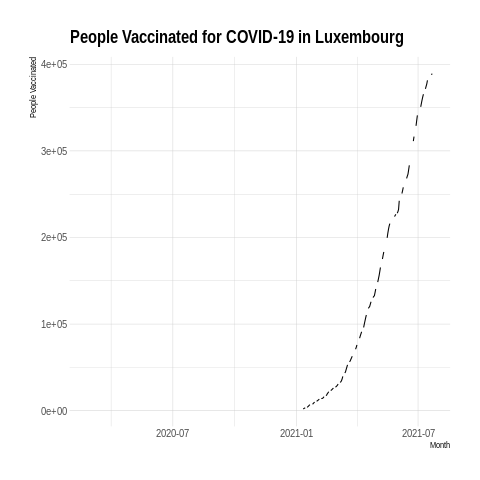 People Vaccinated for COVID-19 in Luxembourg
People Vaccinated
4e+05
3e+05
2e+05
1e+05
0e+00
2020-07
2021-01
2021-07
Month